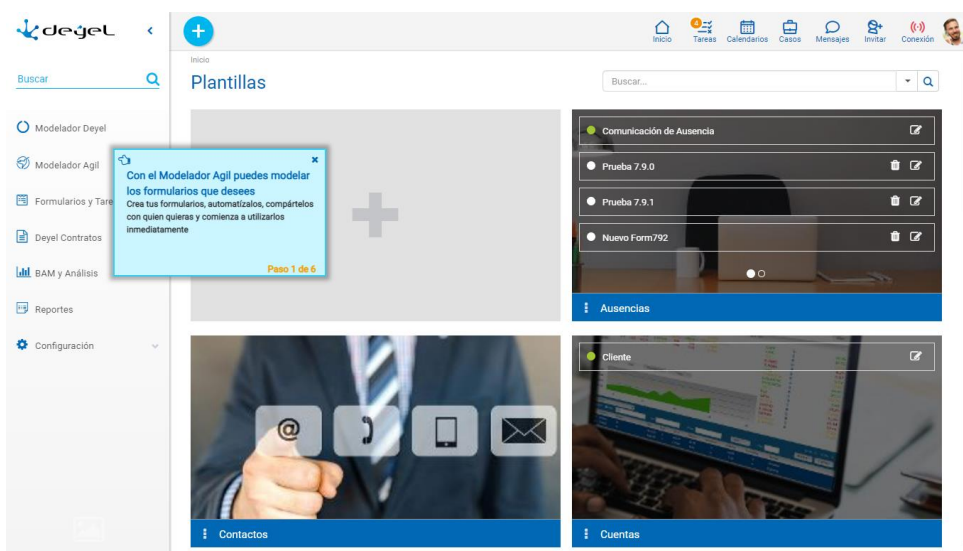 deyel
Buscar
Modelador Deyel
Modelador Agil
Formularios y Tare
Deyel Contratos
BAM y Análisis
Reportes
Configuración
4
Inicio
Tareas
Calendarios
Casos
Mensajes
Invitar
Conexión
Inicio
Plantillas
Buscar...
Con el Modelador Agil puedes modelar
los formularios que desees
Crea tus formularios, automatízalos, compártelos
con quien quieras y comienza a utilizarlos
inmediatamente
Paso 1 de 6
Comunicación de Ausencia
Prueba 7.9.0
Prueba 7.9.1
Nuevo Form792
Ausencias
@
Contactos
Cliente
Cuentas